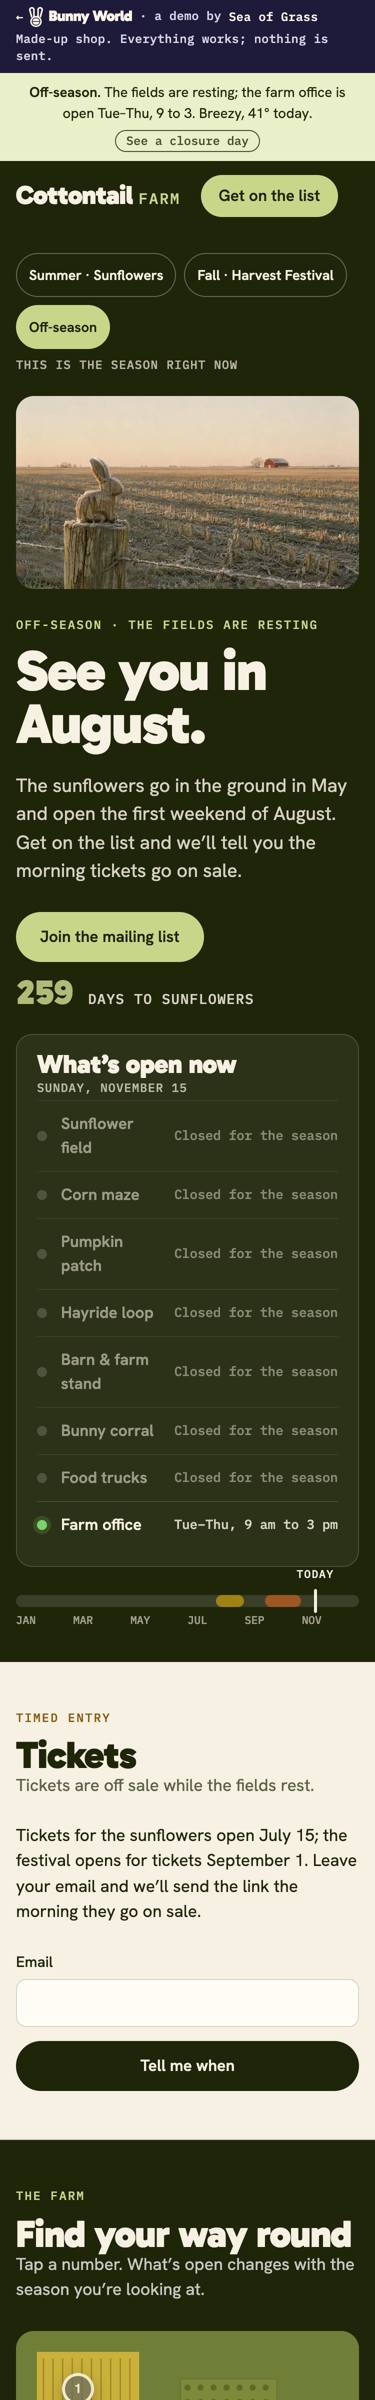 ← Bunny World · a demo by Sea of Grass
Made-up shop. Everything works; nothing is
sent.
Off-season. The fields are resting; the farm office is
open Tue–Thu, 9 to 3. Breezy, 41° today.
See a closure day
Cottontail FARM
Get on the list
Summer · Sunflowers
Fall · Harvest Festival
Off-season
THIS IS THE SEASON RIGHT NOW
OFF-SEASON · THE FIELDS ARE RESTING
See you in
August.
The sunflowers go in the ground in May
and open the first weekend of August.
Get on the list and we’ll tell you the
morning tickets go on sale.
Join the mailing list
259 DAYS TO SUNFLOWERS
What’s open now
SUNDAY, NOVEMBER 15
Sunflower
field
Closed for the season
Corn maze
Closed for the season
Pumpkin
patch
Closed for the season
Hayride loop
Closed for the season
Barn & farm
stand
Closed for the season
Bunny corral
Closed for the season
Food trucks
Closed for the season
Farm office
Tue–Thu, 9 am to 3 pm
TODAY
JAN MAR MAY JUL SEP NOV
TIMED ENTRY
Tickets
Tickets are off sale while the fields rest.
Tickets for the sunflowers open July 15; the
festival opens for tickets September 1. Leave
your email and we’ll send the link the
morning they go on sale.
Email
Tell me when
THE FARM
Find your way round
Tap a number. What’s open changes with the
season you’re looking at.
1